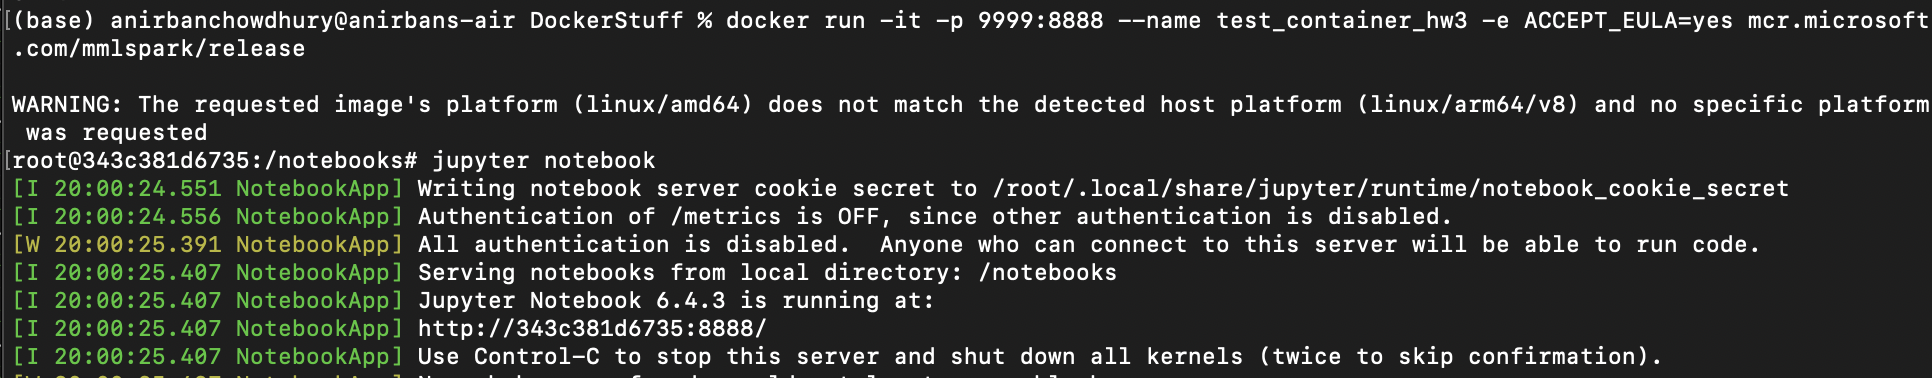 [(base) anirbanchowdhury@anirbans-air DockerStuff % docker run -it -p 9999:8888 --name test_container_hw3 -e ACCEPT_EULA=yes mcr.microsoft
.com/mmlspark/release
WARNING: The requested image's platform (linux/amd64) does not match the detected host platform (linux/arm64/v8) and no specific platform
was requested
[root@343c381d6735:/notebooks# jupyter notebook
[I 20:00:24.551 NotebookApp] Writing notebook server cookie secret to /root/.local/share/jupyter/runtime/notebook_cookie_secret
[I 20:00:24.556 NotebookApp] Authentication of /metrics is OFF, since other authentication is disabled.
[W 20:00:25.391 NotebookApp] All authentication is disabled.  Anyone who can connect to this server will be able to run code.
[I 20:00:25.407 NotebookApp] Serving notebooks from local directory: /notebooks
[I 20:00:25.407 NotebookApp] Jupyter Notebook 6.4.3 is running at:
[I 20:00:25.407 NotebookApp] http://343c381d6735:8888/
[I 20:00:25.407 NotebookApp] Use Control-C to stop this server and shut down all kernels (twice to skip confirmation).